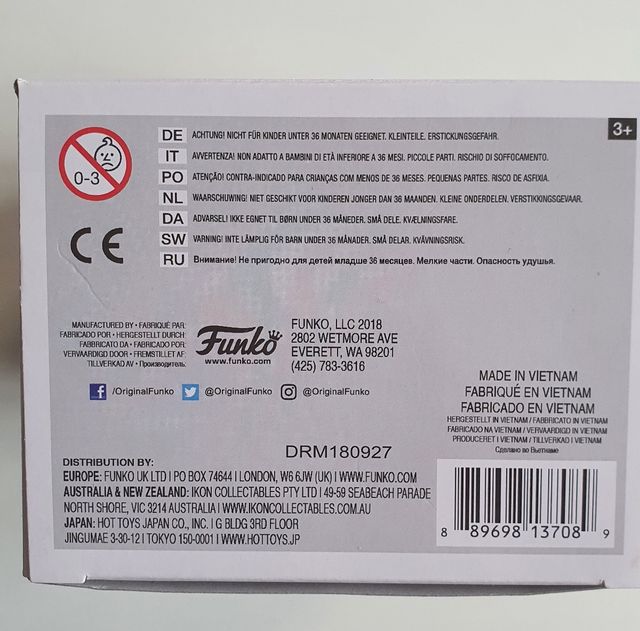 3+
0-3
DE ACHTUNG! NICHT FÜR KINDER UNTER 36 MONATEN GEEIGNET. KLEINTEILE. ERSTICKUNGSGEFAHR.
IT AVVERTENZA! NON ADATTO A BAMBINI DI ETÀ INFERIORE A 36 MESI. PICCOLE PARTI. RISCHIO DI SOFFOCAMENTO.
PO ATENÇÃO! CONTRA-INDICADO PARA CRIANÇAS COM MENOS DE 36 MESES. PEQUENAS PARTES. RISCO DE ASFIXIA.
NL WAARSCHUWING! NIET GESCHIKT VOOR KINDEREN JONGER DAN 36 MAANDEN. KLEINE ONDERDELEN. VERSTIKKINGSGEVAAR.
DA ADVARSEL! IKKE EGNET TIL BØRN UNDER 36 MÅNEDER. SMÅ DELE. KVÆLNINGSFARE.
SW VARNING! INTE LÄMPLIG FÖR BARN UNDER 36 MÅNADER. SMÅ DELAR. KVÄVNINGSRISK.
RU Внимание! Не пригодно для детей младше 36 месяцев. Мелкие части. Опасность удушья.
CE
MANUFACTURED BY • FABRIQUÉ PAR
FABRICADO POR • HERGESTELLT DURCH:
FABBRICATO DA • FABRICADO POR:
VERVAARDIGD DOOR • FREMSTILLET AF:
TILLVERKAD AV • Производитель:
Funko
www.funko.com
FUNKO, LLC 2018
2802 WETMORE AVE
EVERETT, WA 98201
(425) 783-3616
f /OriginalFunko @OriginalFunko @OriginalFunko
MADE IN VIETNAM
FABRIQUÉ EN VIETNAM
FABRICADO EN VIETNAM
HERGESTELLT IN VIETNAM / FABBRICATO IN VIETNAM
FABRICADO NA VIETNAM / VERVAARDIGD IN VIETNAM
PRODUCERET I VIETNAM / TILLVERKAD I VIETNAM
Сделано во Вьетнаме
DRM180927
DISTRIBUTION BY:
EUROPE: FUNKO UK LTD | PO BOX 74644 | LONDON, W6 6JW (UK) | WWW.FUNKO.COM
AUSTRALIA & NEW ZEALAND: IKON COLLECTABLES PTY LTD | 49-59 SEABEACH PARADE
NORTH SHORE, VIC 3214 AUSTRALIA | WWW.IKONCOLLECTABLES.COM.AU
JAPAN: HOT TOYS JAPAN CO., INC. | G BLDG 3RD FLOOR
JINGUMAE 3-30-12 | TOKYO 150-0001 | WWW.HOTTOYS.JP
8 89698 13708 9